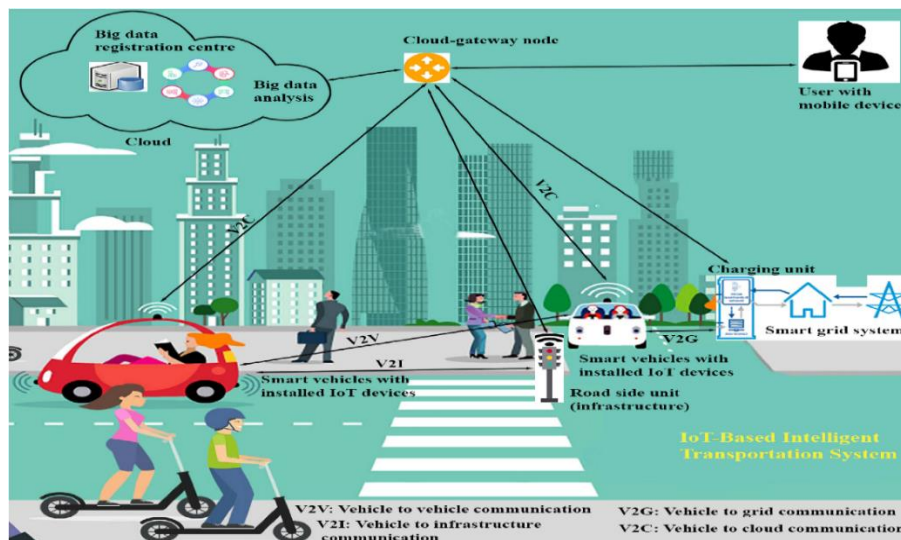 Big data
registration centre
Big data
analysis
Cloud
Cloud-gateway node
User with
mobile device
V2C
V2C
Charging unit
Smart grid system
V2V
V2I
V2G
Smart vehicles with
installed IoT devices
Smart vehicles with
installed IoT devices
Road side unit
(infrastructure)
IoT-Based Intelligent
Transportation System
V2V: Vehicle to vehicle communication
V2I: Vehicle to infrastructure
communication
V2G: Vehicle to grid communication
V2C: Vehicle to cloud communication